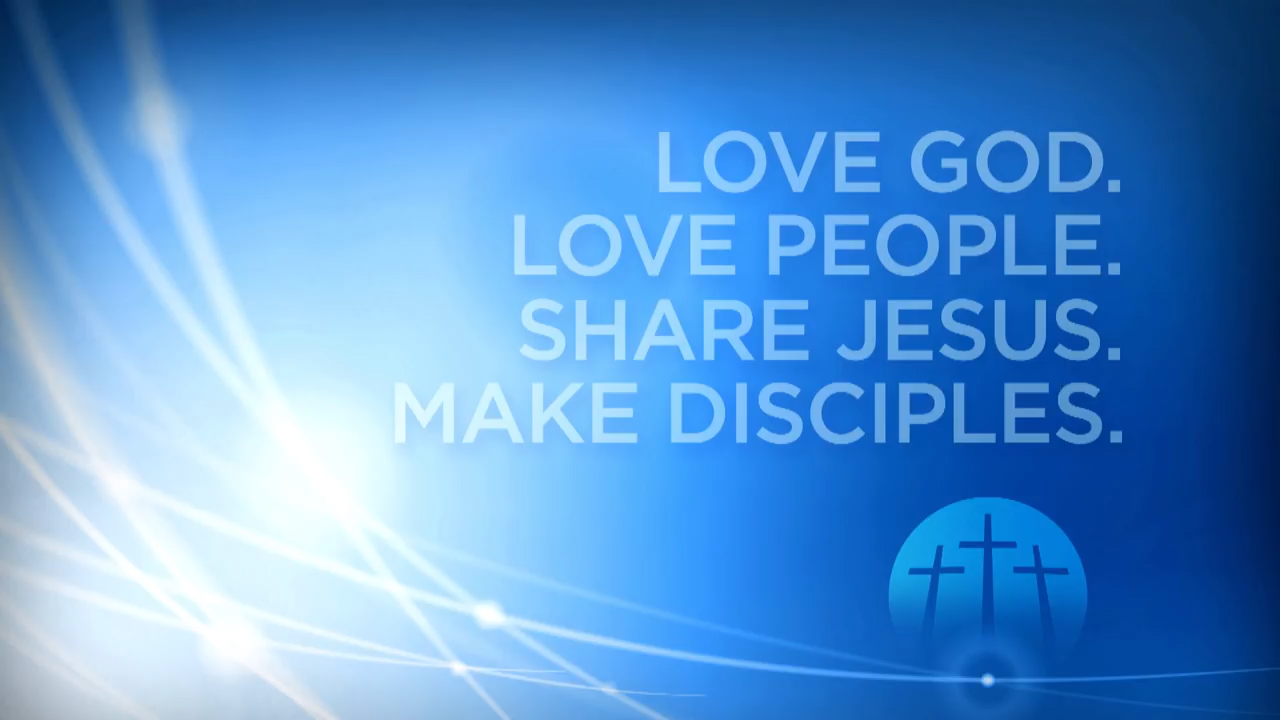 LOVE GOD.
LOVE PEOPLE.
SHARE JESUS.
MAKE DISCIPLES.